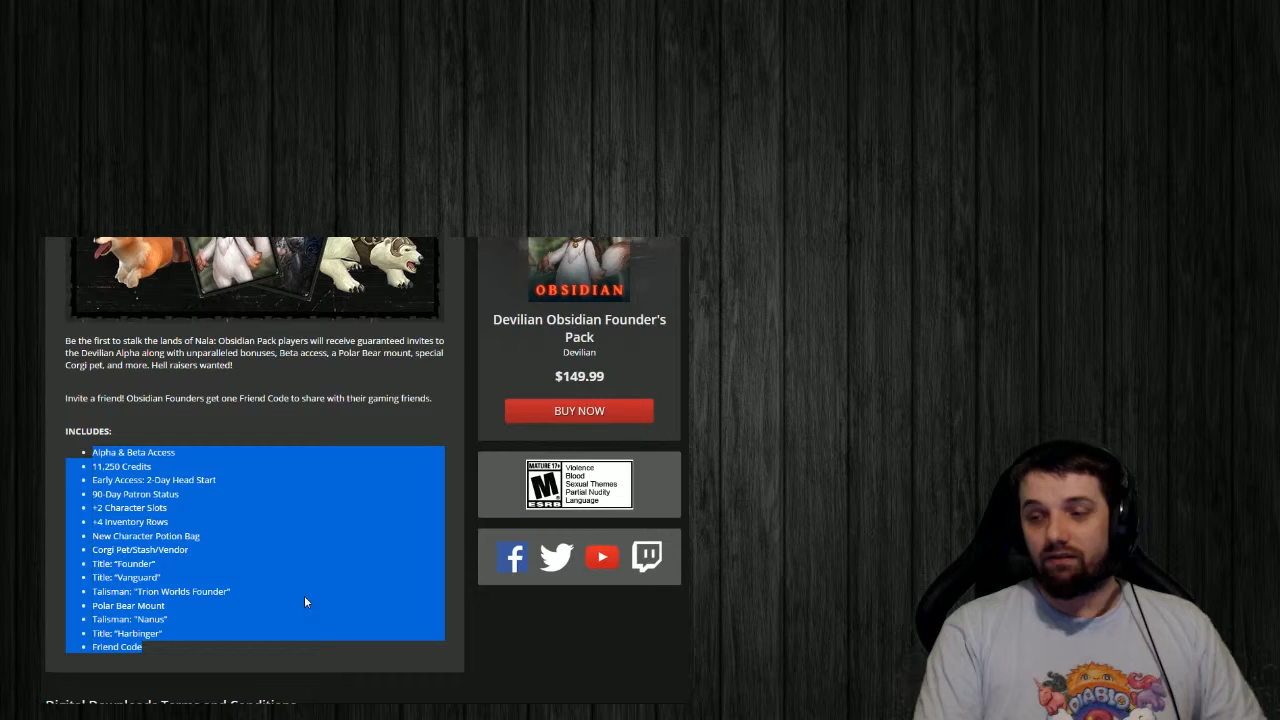 OBSIDIAN
Be the first to stalk the lands of Nala: Obsidian Pack players will receive guaranteed invites to
the Devilian Alpha along with unparalleled bonuses, Beta access, a Polar Bear mount, special
Corgi pet, and more. Hell raisers wanted!
Invite a friend! Obsidian Founders get one Friend Code to share with their gaming friends.
INCLUDES:
Alpha & Beta Access
11,250 Credits
Early Access: 2-Day Head Start
90-Day Patron Status
+2 Character Slots
+4 Inventory Rows
New Character Potion Bag
Corgi Pet/Stash/Vendor
Title: "Founder"
Title: "Vanguard"
Talisman: "Trion Worlds Founder"
Polar Bear Mount
Talisman: "Nanus"
Title: "Harbinger"
Friend Code
Devilian Obsidian Founder's
Pack
Devilian
$149.99
BUY NOW
MATURE 17+
M
ESRB
Violence
Blood
Sexual Themes
Partial Nudity
Language
Digital Downloads Terms and Conditions
DIABLO